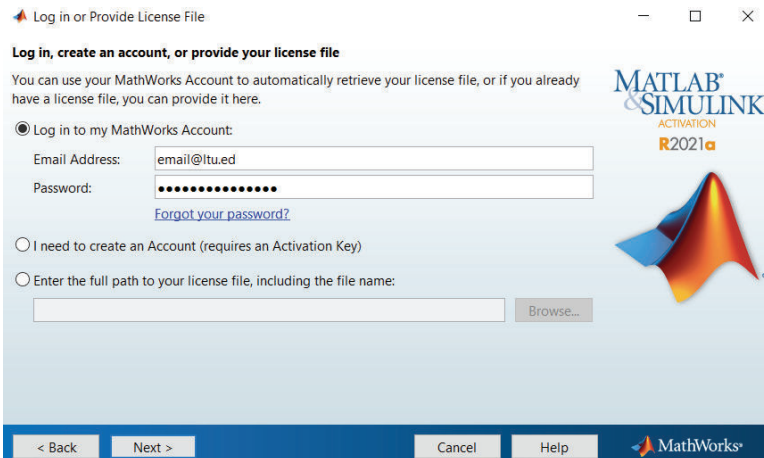 Log in or Provide License File
Log in, create an account, or provide your license file
You can use your MathWorks Account to automatically retrieve your license file, or if you already
have a license file, you can provide it here.
MATLAB®
&SIMULINK
ACTIVATION
R2021a
Log in to my MathWorks Account:
Email Address: email@ltu.ed
Password: ●●●●●●●●●●●●●●●
Forgot your password?
I need to create an Account (requires an Activation Key)
Enter the full path to your license file, including the file name:
Browse...
< Back Next > Cancel Help MathWorks®